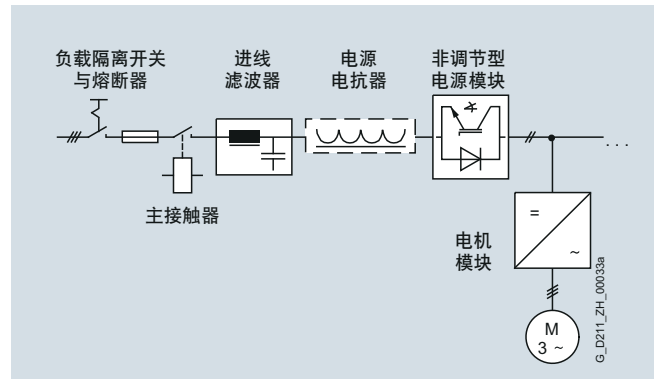 负载隔离开关
与熔断器
进线
滤波器
电源
电抗器
非调节型
电源模块
主接触器
. . .
=
~
电机
模块
M
3 ~
G_D211_ZH_00033a